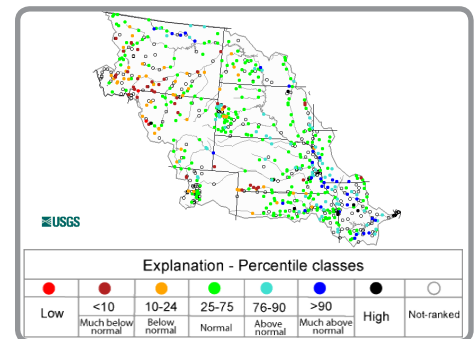 USGS
Explanation - Percentile classes
Low
<10
10-24
25-75
76-90
>90
High
Not-ranked
Much below
normal
Below
normal
Normal
Above
normal
Much above
normal